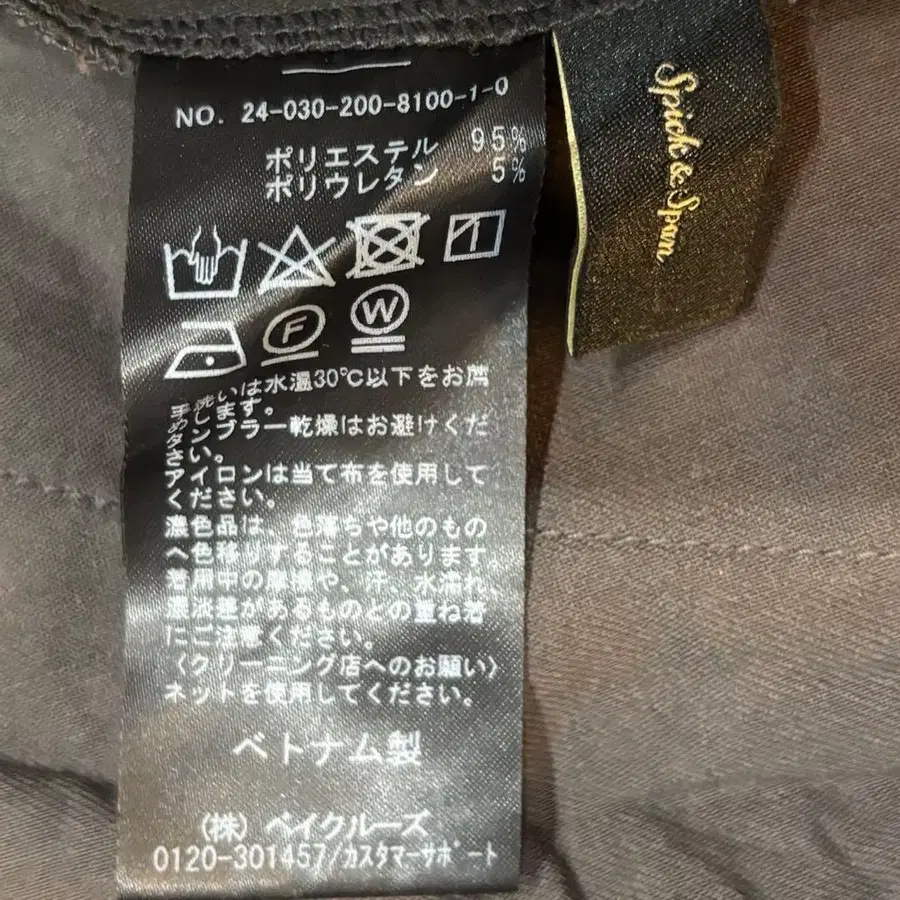 NO. 24-030-200-8100-1-0
ポリエステル 95%
ポリウレタン 5%
F
W
手洗いは水温30℃以下をお薦
めします。
タンブラー乾燥はお避けくだ
さい。
アイロンは当て布を使用して
ください。
濃色品は、色落ちや他のもの
へ色移りすることがあります。
着用中の摩擦や、汗、水濡れ、
濃淡差があるものとの重ね着
にご注意ください。
〈クリーニング店へのお願い〉
ネットを使用してください。
ベトナム製
(株) ベイクルーズ
0120-301457/カスタマーサポート
Spick & Span